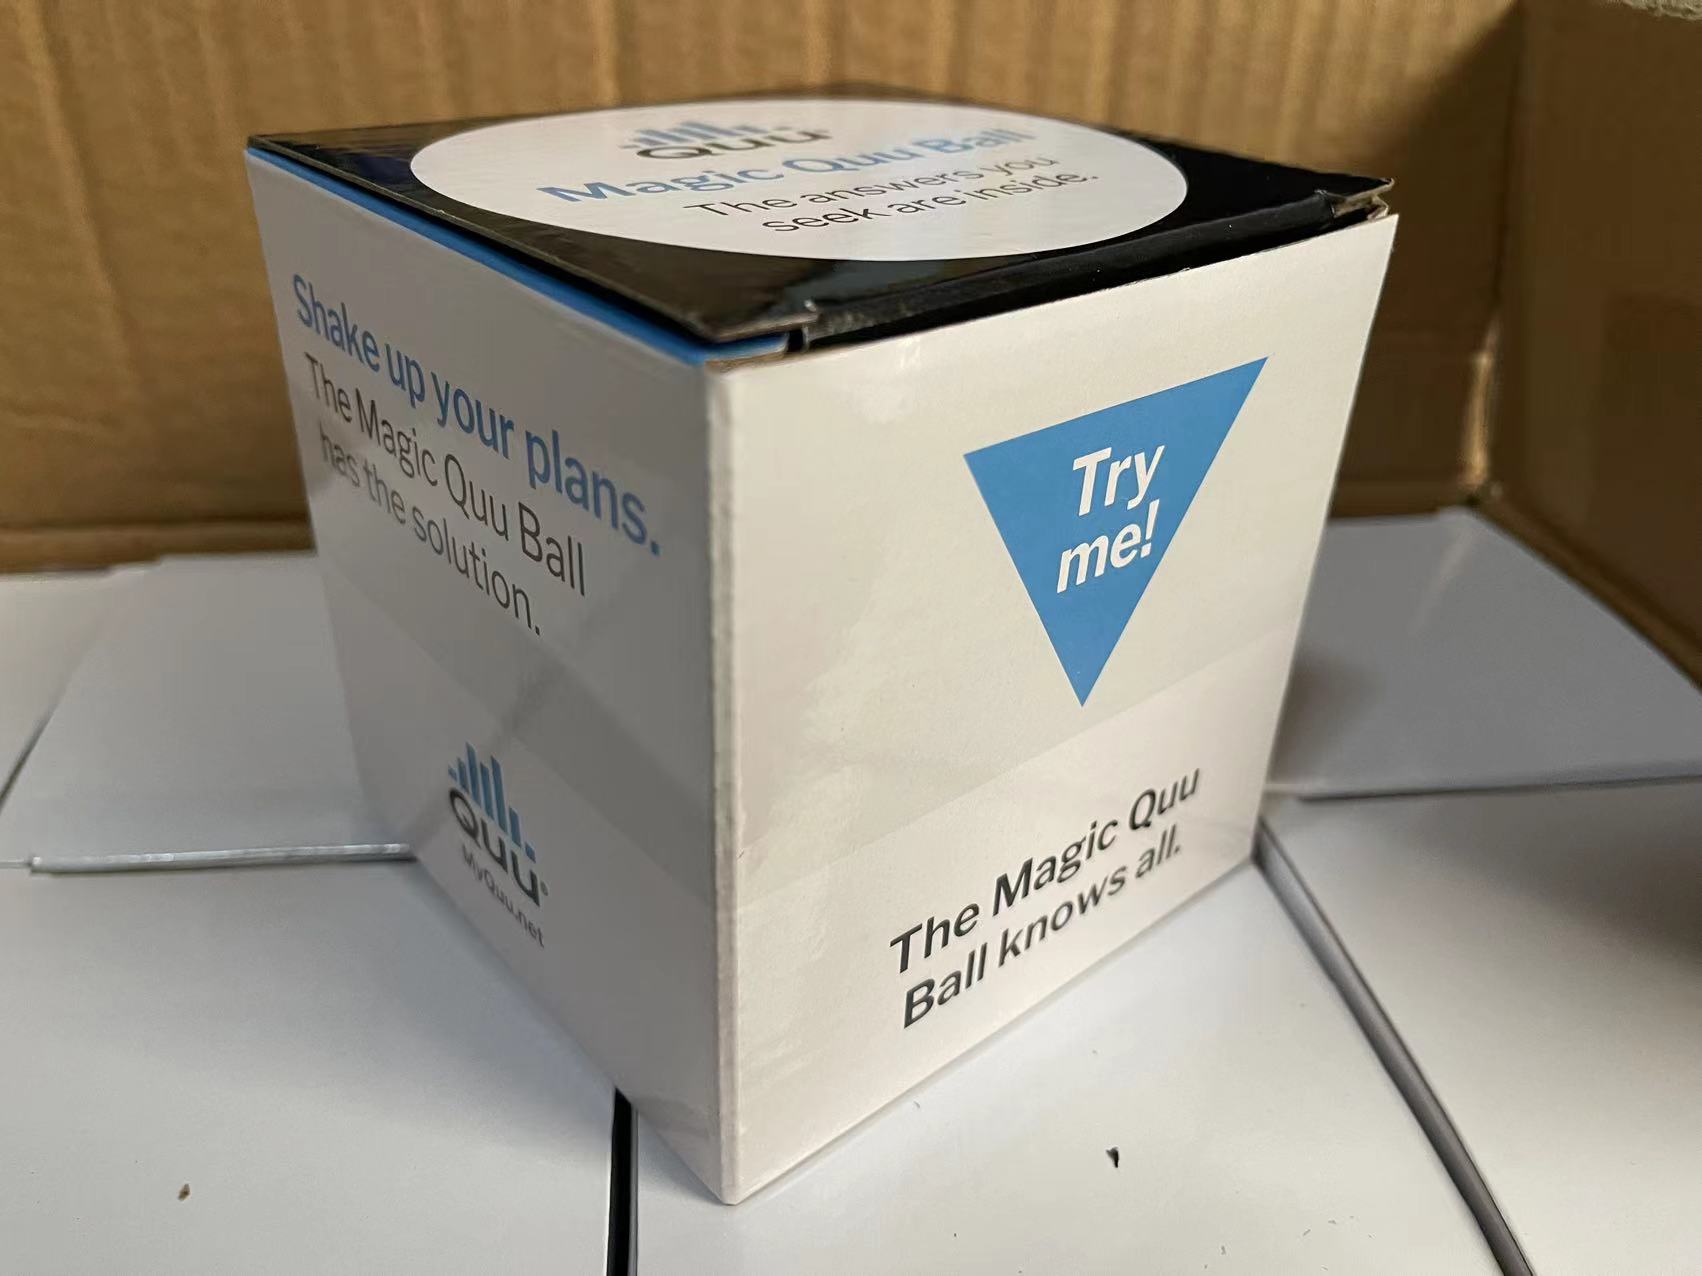 Quu
Magic Quu Ball
The answers you
seek are inside.
Shake up your plans.
The Magic Quu Ball
has the solution.
Quu®
MyQuu.net
Try
me!
The Magic Quu
Ball knows all.